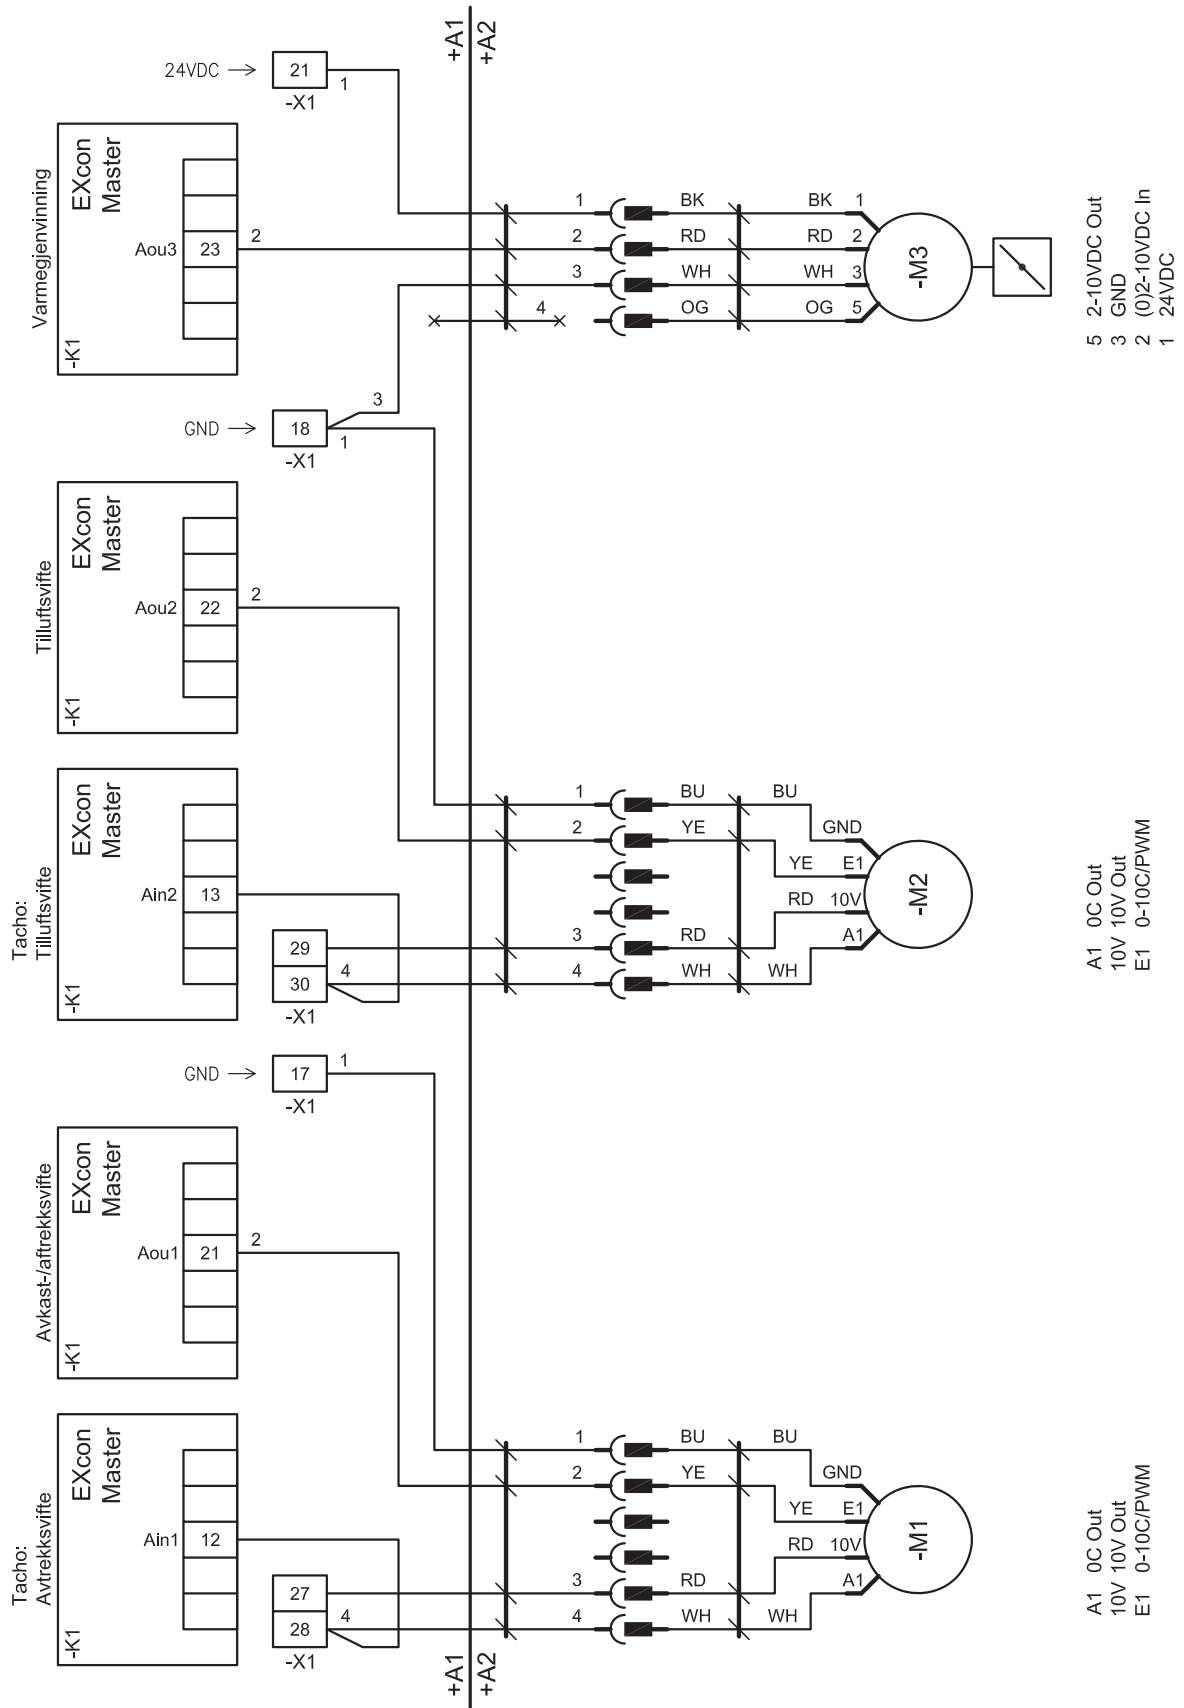 +A1
+A2
24VDC
21
1
-X1
Varmegjenvinning
EXcon
Master
-K1
Aou3
23
2
1
BK
BK
1
2
RD
RD
2
3
WH
WH
3
4
OG
OG
5
-M3
5 2-10VDC Out
3 GND
2 (0)2-10VDC In
1 24VDC
3
GND
18
1
-X1
Tilluftsvifte
EXcon
Master
-K1
Aou2
22
2
Tacho:
Tilluftsvifte
EXcon
Master
-K1
Ain2
13
29
30
4
-X1
1
BU
BU
GND
2
YE
YE
E1
RD
10V
3
RD
A1
4
WH
WH
-M2
A1 0C Out
10V 10V Out
E1 0-10C/PWM
GND
17
1
-X1
Avkast-/aftrekksvifte
EXcon
Master
-K1
Aou1
21
2
Tacho:
Avtrekksvifte
EXcon
Master
-K1
Ain1
12
27
28
4
-X1
1
BU
BU
GND
2
YE
YE
E1
RD
10V
3
RD
A1
4
WH
WH
-M1
A1 0C Out
10V 10V Out
E1 0-10C/PWM
+A1
+A2